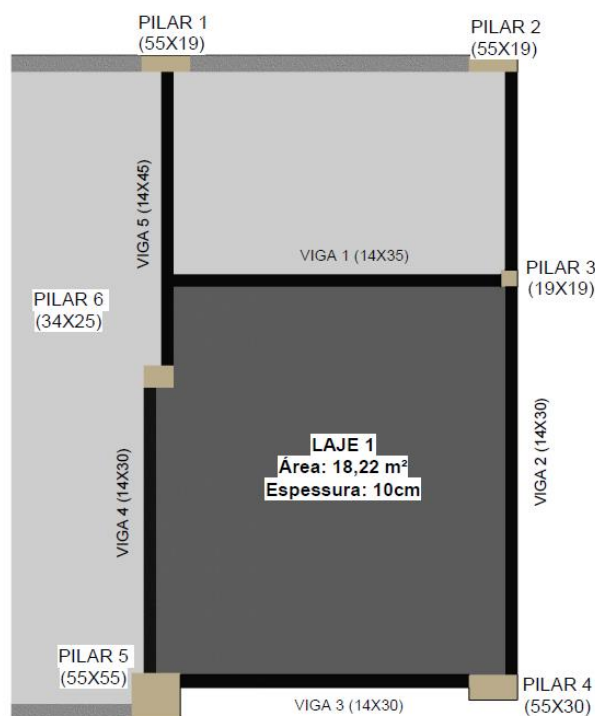 PILAR 1
(55X19)
PILAR 2
(55X19)
VIGA 5 (14X45)
VIGA 1 (14X35)
PILAR 3
(19X19)
PILAR 6
(34X25)
LAJE 1
Área: 18,22 m²
Espessura: 10cm
VIGA 2 (14X30)
VIGA 4 (14X30)
PILAR 5
(55X55)
VIGA 3 (14X30)
PILAR 4
(55X30)